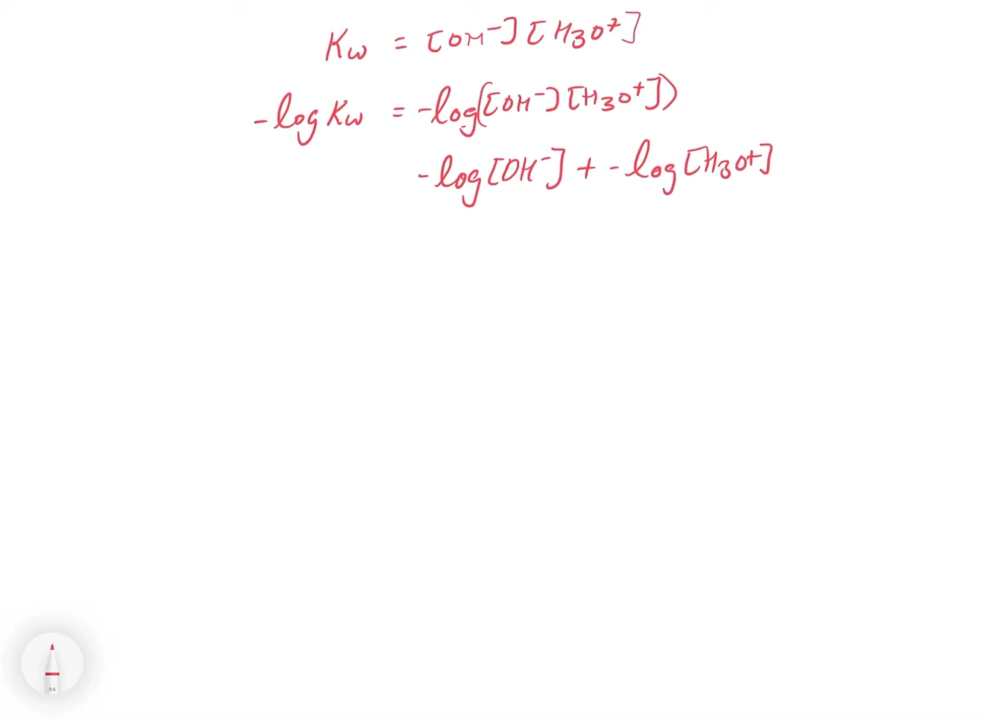 Kw = [OH⁻][H₃O⁺]
-log Kw = -log([OH⁻][H₃O⁺])
-log[OH⁻] + -log[H₃O⁺]